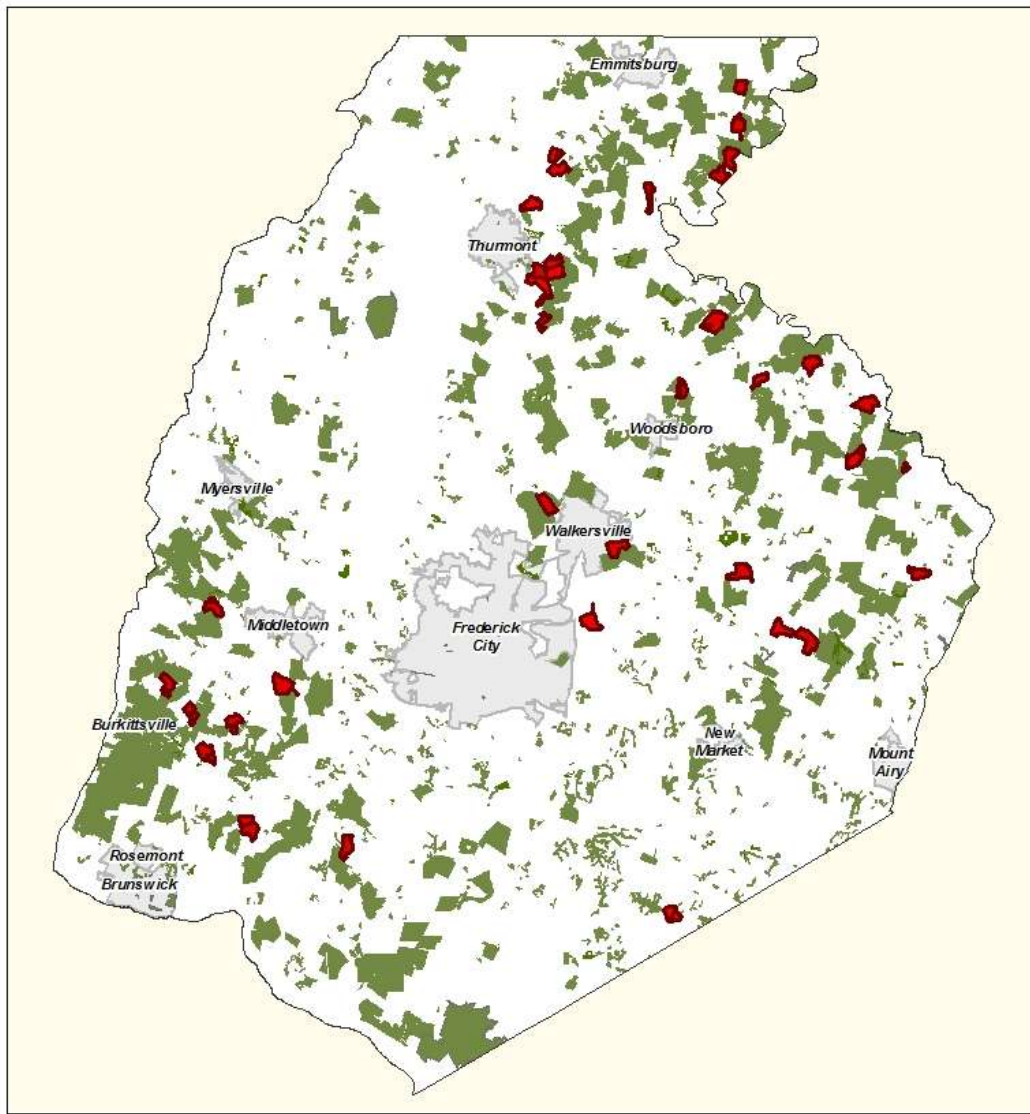 Emmitsburg
Thurmont
Woodsboro
Myersville
Walkersville
Middletown
Frederick
City
Burkittsville
New
Market
Mount
Airy
Rosemont
Brunswick